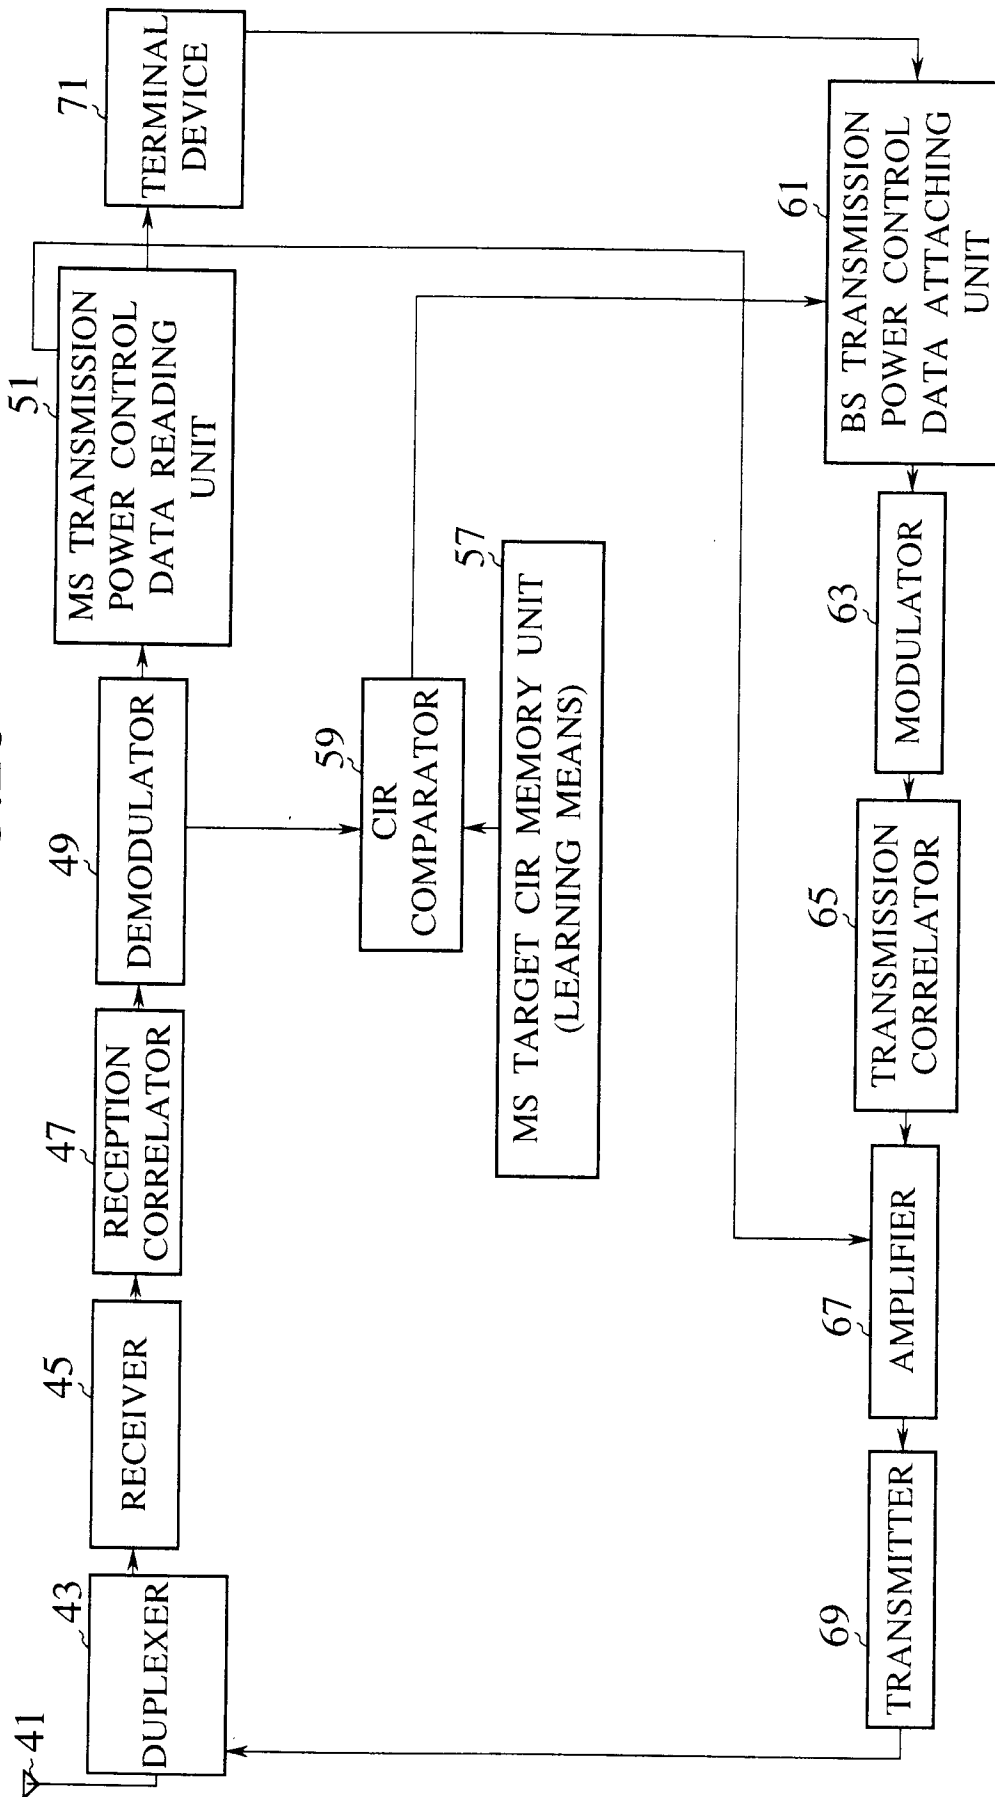 41
43
DUPLEXER
45
RECEIVER
47
RECEPTION
CORRELATOR
49
DEMODULATOR
51
MS TRANSMISSION
POWER CONTROL
DATA READING
UNIT
71
TERMINAL
DEVICE
59
CIR
COMPARATOR
57
MS TARGET CIR MEMORY UNIT
(LEARNING MEANS)
69
TRANSMITTER
67
AMPLIFIER
65
TRANSMISSION
CORRELATOR
63
MODULATOR
61
BS TRANSMISSION
POWER CONTROL
DATA ATTACHING
UNIT